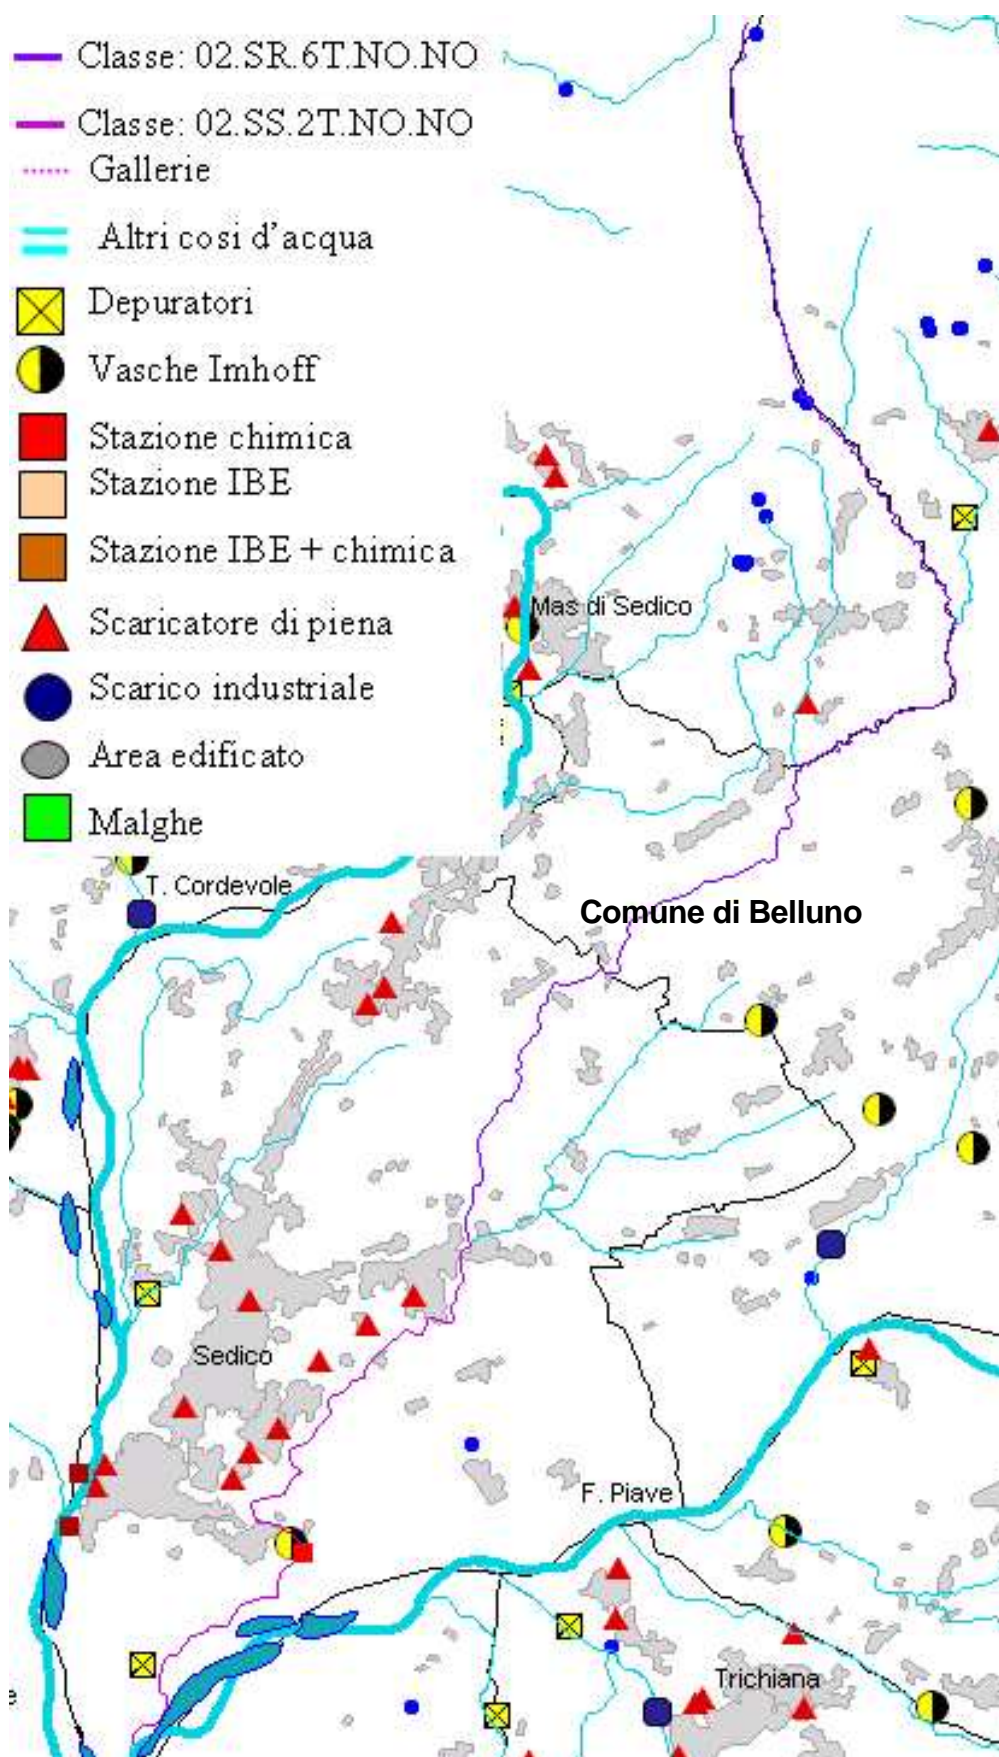 Classe: 02.SR.6T.NO.NO
Classe: 02.SS.2T.NO.NO
Gallerie
Altri cosi d'acqua
Depuratori
Vasche Imhoff
Stazione chimica
Stazione IBE
Stazione IBE + chimica
Scaricatore di piena
Scarico industriale
Area edificato
Malghe
Mas di Sedico
T. Cordevole
Comune di Belluno
Sedico
F. Piave
Trichiana
e